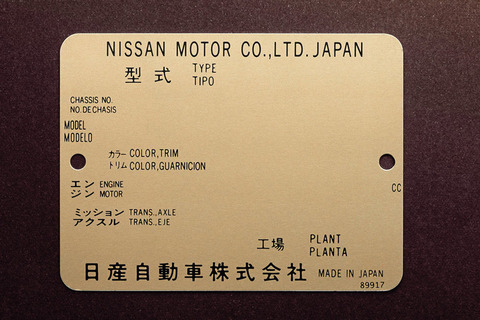 NISSAN MOTOR CO.,LTD. JAPAN
型式 TYPE
TIPO
CHASSIS NO.
NO. DE CHASIS
MODEL
MODELO
カラー COLOR,TRIM
トリム COLOR,GUARNICION
エン ENGINE
ジン MOTOR
CC
ミッション TRANS.,AXLE
アクスル TRANS.,EJE
工場 PLANT
PLANTA
日産自動車株式会社 MADE IN JAPAN
89917